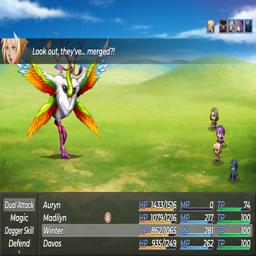 Look out, they've... merged?!
Dual Attack
Magic
Dagger Skill
Defend
Auryn HP 1433/1516 MP 0 TP 74
Madilyn HP 1079/1216 MP 217 TP 100
Winter HP 862/1065 MP 281 TP 100
Davos HP 935/1249 MP 262 TP 100